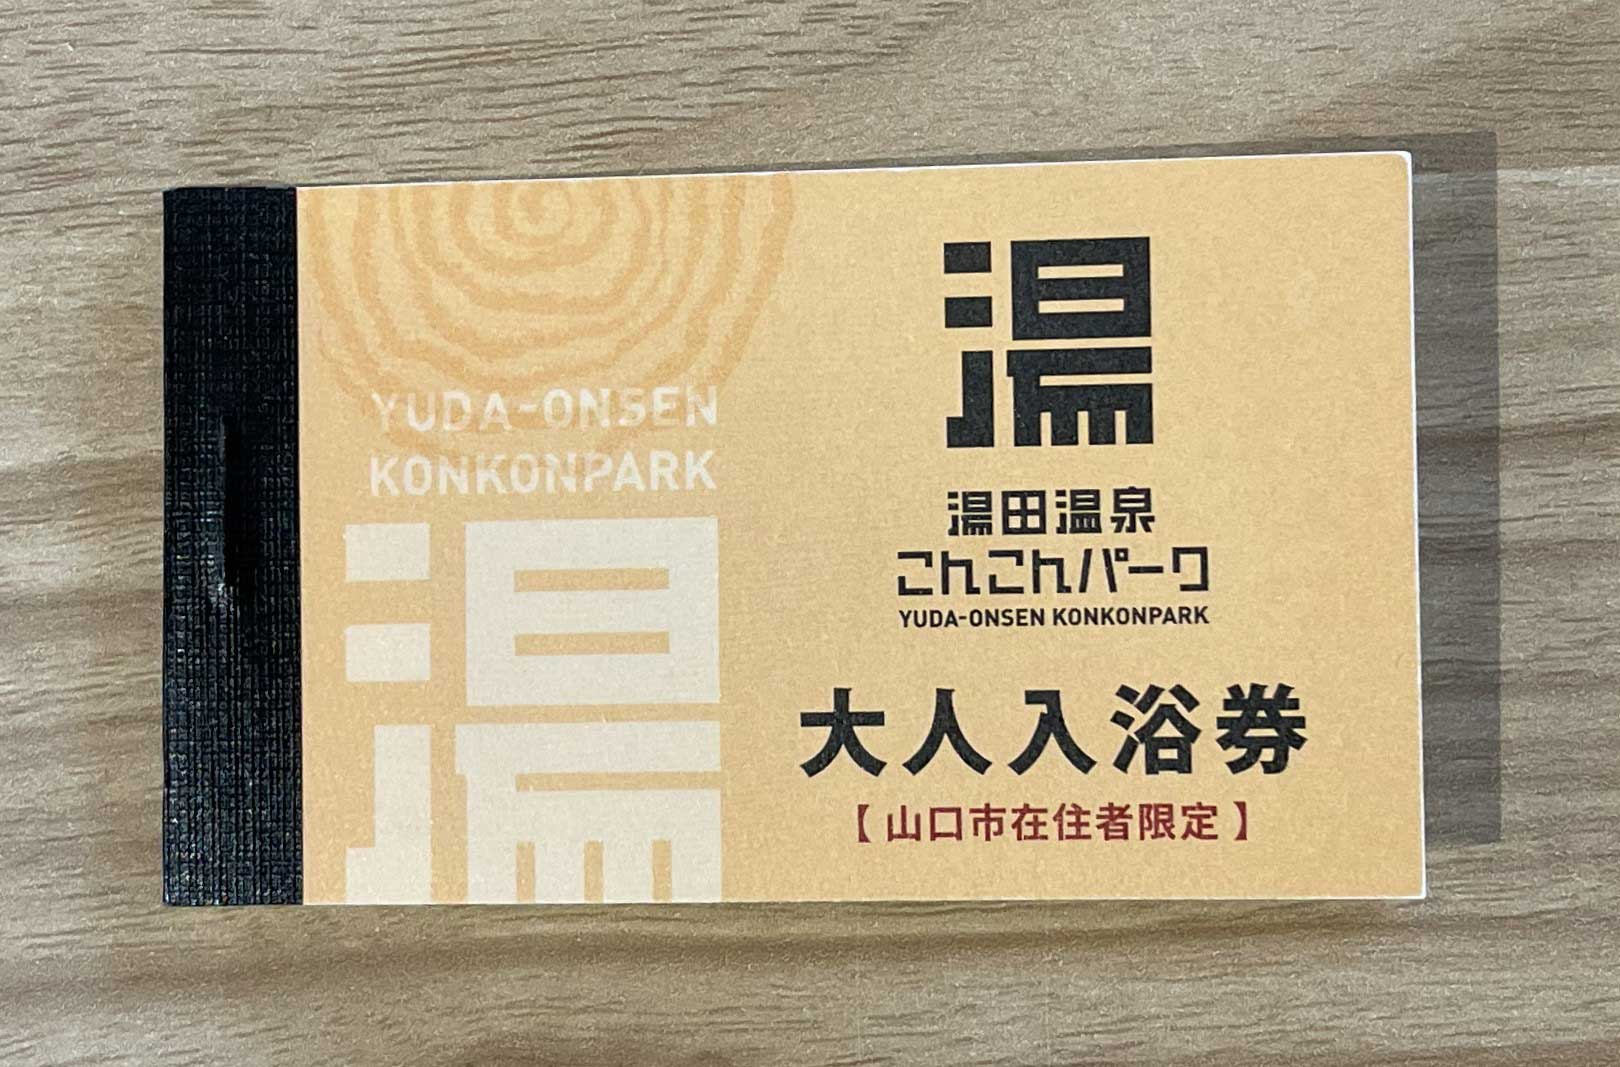 YUDA-ONSEN
KONKONPARK
湯
湯
湯田温泉
こんこんパーク
YUDA-ONSEN KONKONPARK
大人入浴券
【山口市在住者限定】